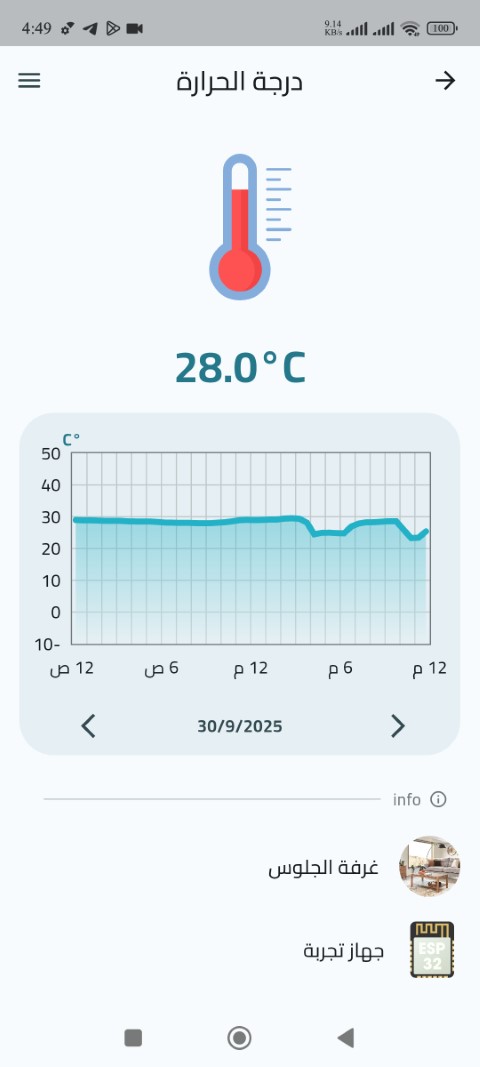 4:49
9.14
KB/s
100
درجة الحرارة
28.0°C
C°
50
40
30
20
10
0
10-
12 ص
6 ص
12 م
6 م
12 م
30/9/2025
info
غرفة الجلوس
جهاز تجربة
ESP
32